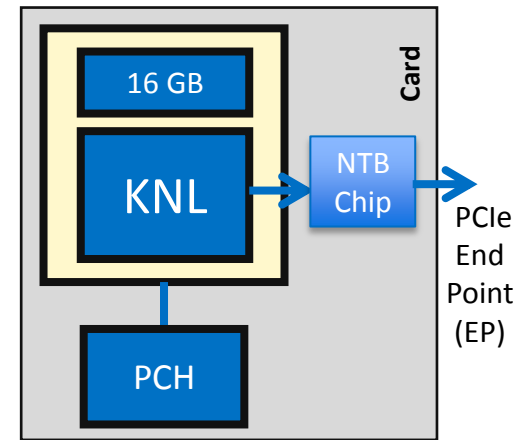 16 GB
Card
KNL
NTB
Chip
PCIe
End
Point
(EP)
PCH